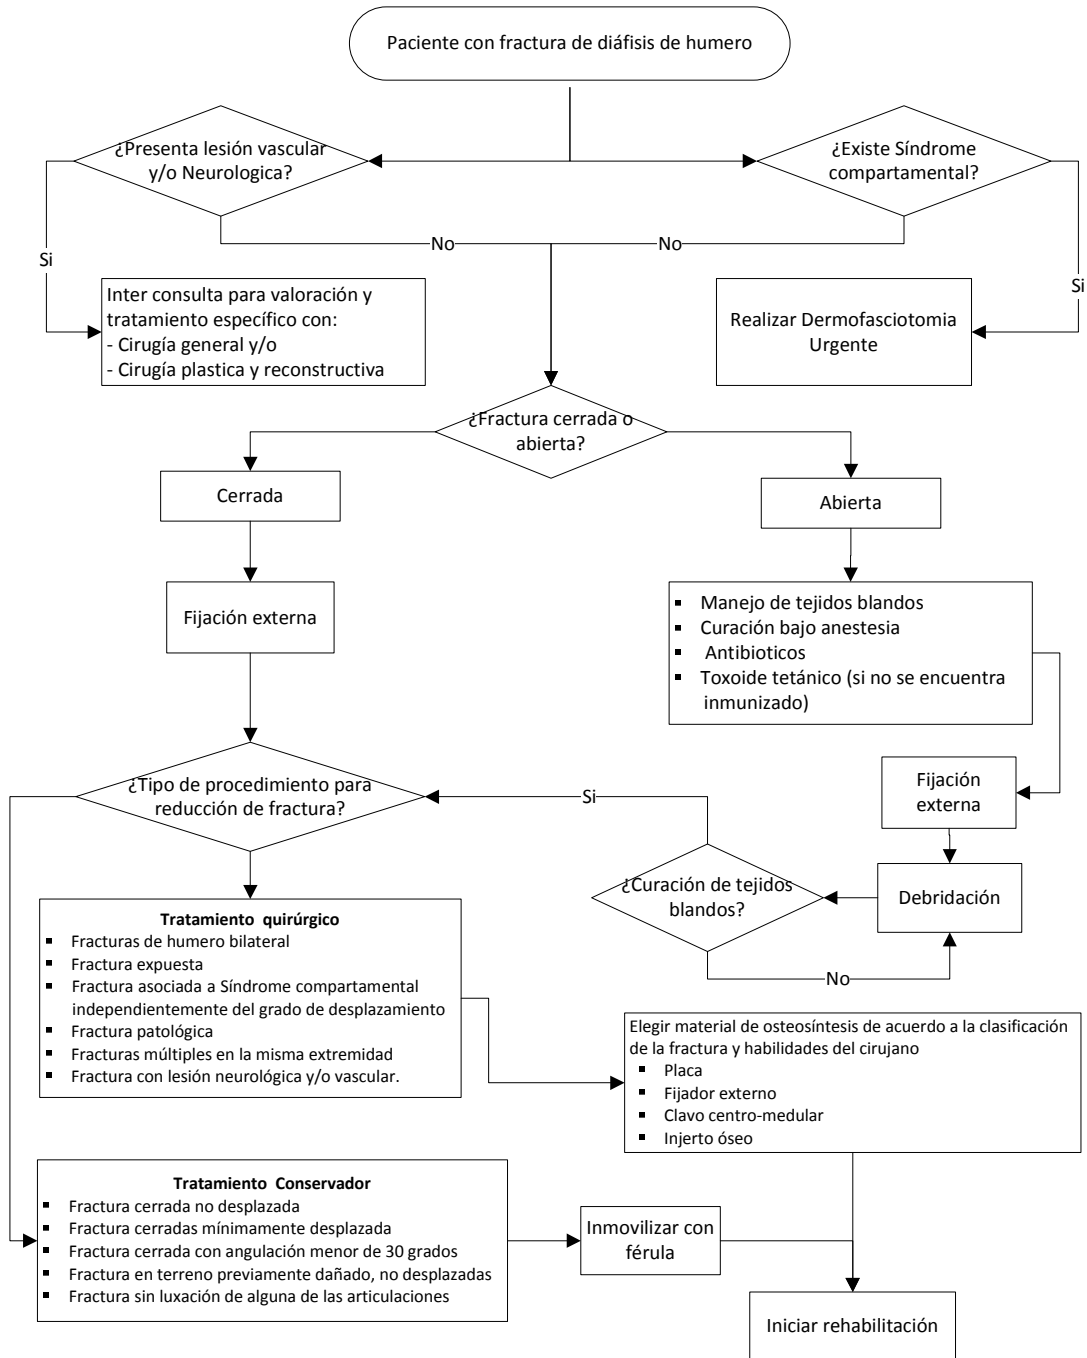 Paciente con fractura de diáfisis de humero
¿Presenta lesión vascular
y/o Neurologica?
¿Existe Síndrome
compartamental?
No
No
Si
Si
Inter consulta para valoración y
tratamiento específico con:
- Cirugía general y/o
- Cirugía plastica y reconstructiva
Realizar Dermofasciotomia
Urgente
¿Fractura cerrada o
abierta?
Cerrada
Abierta
Fijación externa
▪ Manejo de tejidos blandos
▪ Curación bajo anestesia
▪ Antibioticos
▪ Toxoide tetánico (si no se encuentra
inmunizado)
¿Tipo de procedimiento para
reducción de fractura?
Si
Fijación
externa
¿Curación de tejidos
blandos?
Debridación
No
Tratamiento quirúrgico
▪ Fracturas de humero bilateral
▪ Fractura expuesta
▪ Fractura asociada a Síndrome compartamental
independientemente del grado de desplazamiento
▪ Fractura patológica
▪ Fracturas múltiples en la misma extremidad
▪ Fractura con lesión neurológica y/o vascular.
Elegir material de osteosíntesis de acuerdo a la clasificación
de la fractura y habilidades del cirujano
▪ Placa
▪ Fijador externo
▪ Clavo centro-medular
▪ Injerto óseo
Tratamiento Conservador
▪ Fractura cerrada no desplazada
▪ Fractura cerradas mínimamente desplazada
▪ Fractura cerrada con angulación menor de 30 grados
▪ Fractura en terreno previamente dañado, no desplazadas
▪ Fractura sin luxación de alguna de las articulaciones
Inmovilizar con
férula
Iniciar rehabilitación